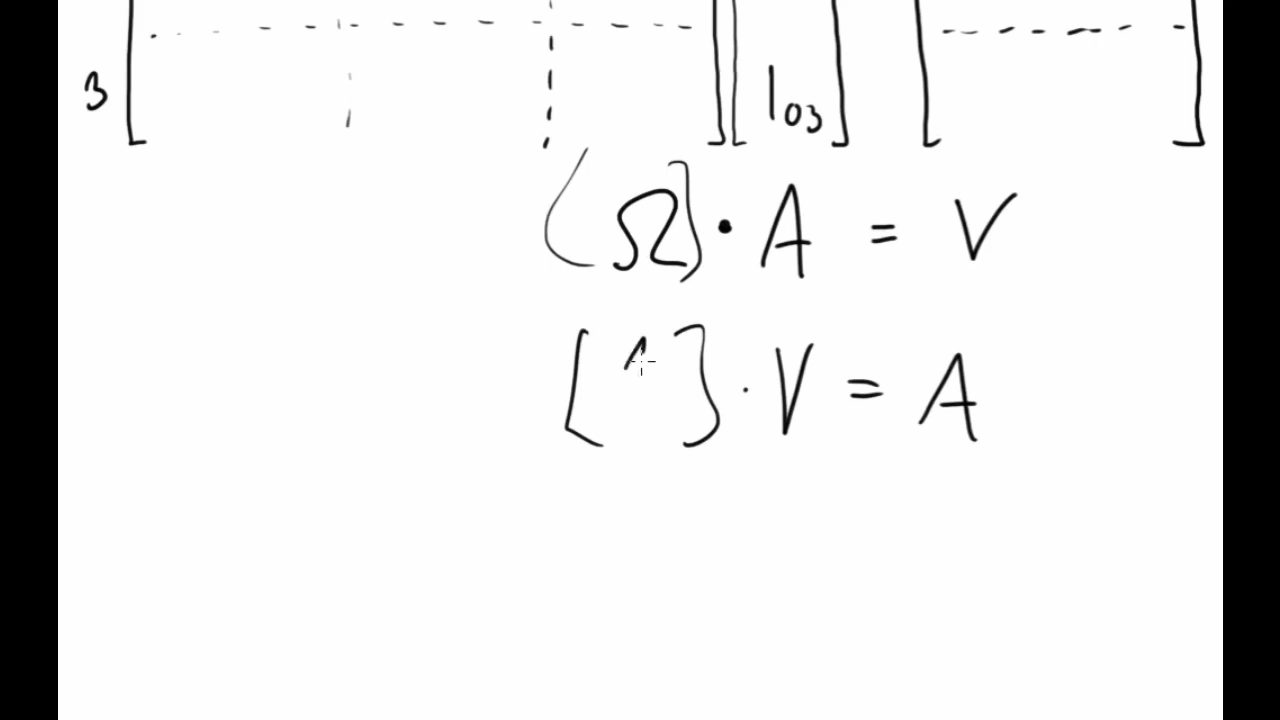 3 I03
(Ω] · A = V
[ 1 ] · V = A